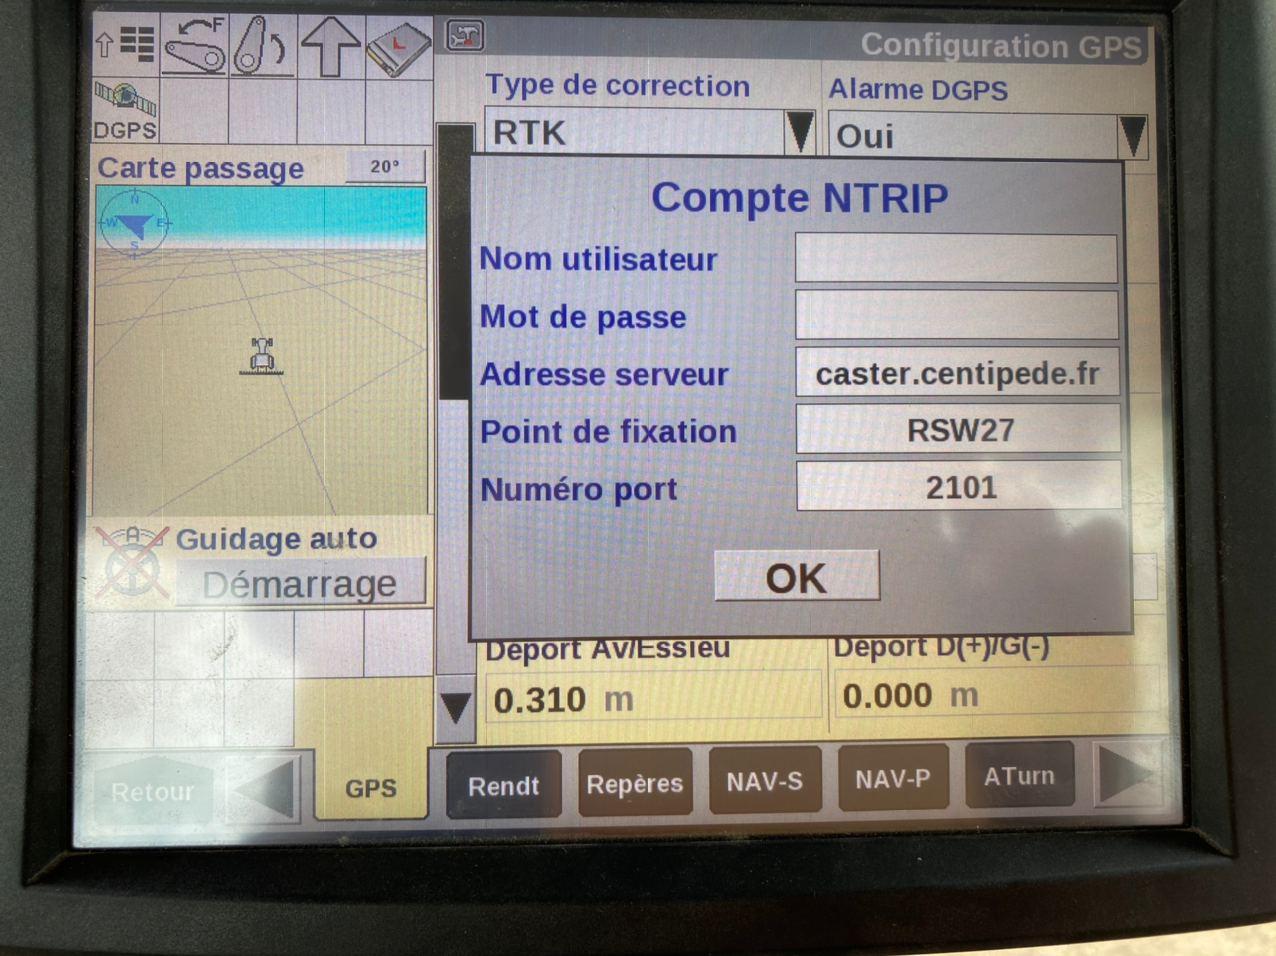 F
L
Configuration GPS
DGPS
Type de correction
Alarme DGPS
RTK
Oui
Carte passage
20°
N
W
E
S
Compte NTRIP
Nom utilisateur
Mot de passe
Adresse serveur
caster.centipede.fr
Point de fixation
RSW27
Numéro port
2101
OK
A
Guidage auto
Démarrage
Déport Av/Essieu
Déport D(+)/G(-)
0.310 m
0.000 m
Retour
GPS
Rendt
Repères
NAV-S
NAV-P
ATurn